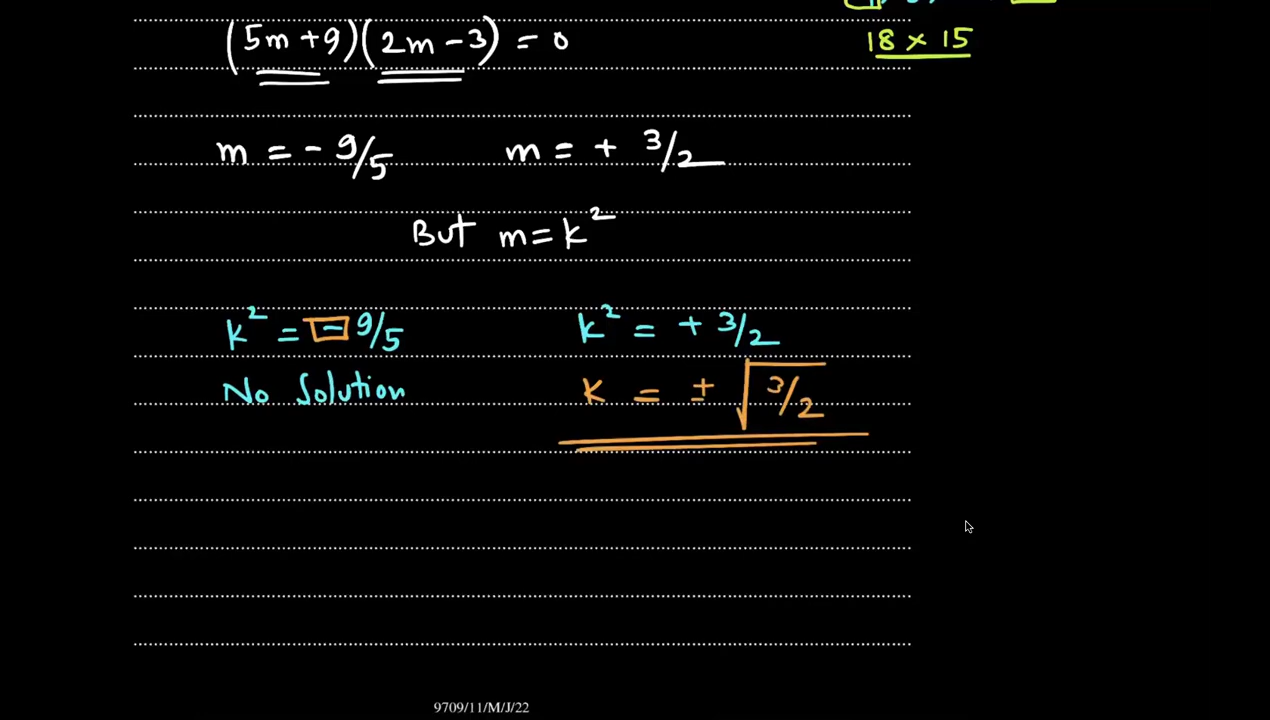 (5m + 9)(2m − 3) = 0
18 × 15
m = - 9/5 m = + 3/2
But m = k²
k² = - 9/5 k² = + 3/2
No Solution k = ± √3/2
9709/11/M/J/22